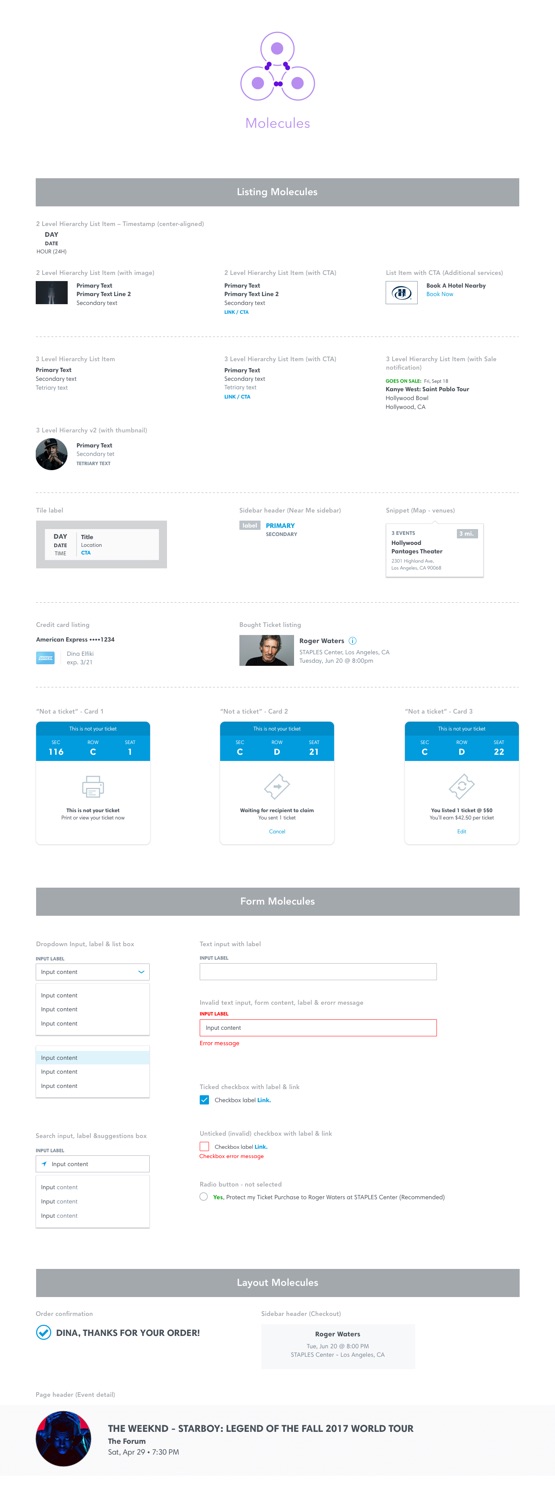 Molecules
Listing Molecules
2 Level Hierarchy List Item – Timestamp (center-aligned)
DAY
DATE
HOUR (24H)
2 Level Hierarchy List Item (with image)
Primary Text
Primary Text Line 2
Secondary text
2 Level Hierarchy List Item (with CTA)
Primary Text
Primary Text Line 2
Secondary text
LINK / CTA
List Item with CTA (Additional services)
Book A Hotel Nearby
Book Now
3 Level Hierarchy List Item
Primary Text
Secondary text
Tetriary text
3 Level Hierarchy List Item (with CTA)
Primary Text
Secondary text
Tetriary text
LINK / CTA
3 Level Hierarchy List Item (with Sale
notification)
GOES ON SALE: Fri, Sept 18
Kanye West: Saint Pablo Tour
Hollywood Bowl
Hollywood, CA
3 Level Hierarchy v2 (with thumbnail)
Primary Text
Secondary tet
TETRIARY TEXT
Tile label
DAY
DATE
TIME
Title
Location
CTA
Sidebar header (Near Me sidebar)
label
PRIMARY
SECONDARY
Snippet (Map - venues)
3 EVENTS
3 mi.
Hollywood
Pantages Theater
2301 Highland Ave.
Los Angeles, CA 90068
Credit card listing
American Express ••••1234
Dina Elfiki
exp. 3/21
Bought Ticket listing
Roger Waters
STAPLES Center, Los Angeles, CA
Tuesday, Jun 20 @ 8:00pm
“Not a ticket” - Card 1
This is not your ticket
SEC ROW SEAT
116 C 1
This is not your ticket
Print or view your ticket now
“Not a ticket” - Card 2
This is not your ticket
SEC ROW SEAT
C D 21
Waiting for recipient to claim
You sent 1 ticket
Cancel
“Not a ticket” - Card 3
This is not your ticket
SEC ROW SEAT
C D 22
You listed 1 ticket @ $50
You'll earn $42.50 per ticket
Edit
Form Molecules
Dropdown Input, label & list box
INPUT LABEL
Input content
Input content
Input content
Input content
Input content
Input content
Input content
Search input, label &suggestions box
INPUT LABEL
Input content
Input content
Input content
Input content
Text input with label
INPUT LABEL
Invalid text input, form content, label & erorr message
INPUT LABEL
Input content
Error message
Ticked checkbox with label & link
Checkbox label Link.
Unticked (invalid) checkbox with label & link
Checkbox label Link.
Checkbox error message
Radio button - not selected
Yes, Protect my Ticket Purchase to Roger Waters at STAPLES Center (Recommended)
Layout Molecules
Order confirmation
DINA, THANKS FOR YOUR ORDER!
Sidebar header (Checkout)
Roger Waters
Tue, Jun 20 @ 8:00 PM
STAPLES Center - Los Angeles, CA
Page header (Event detail)
THE WEEKND - STARBOY: LEGEND OF THE FALL 2017 WORLD TOUR
The Forum
Sat, Apr 29 • 7:30 PM